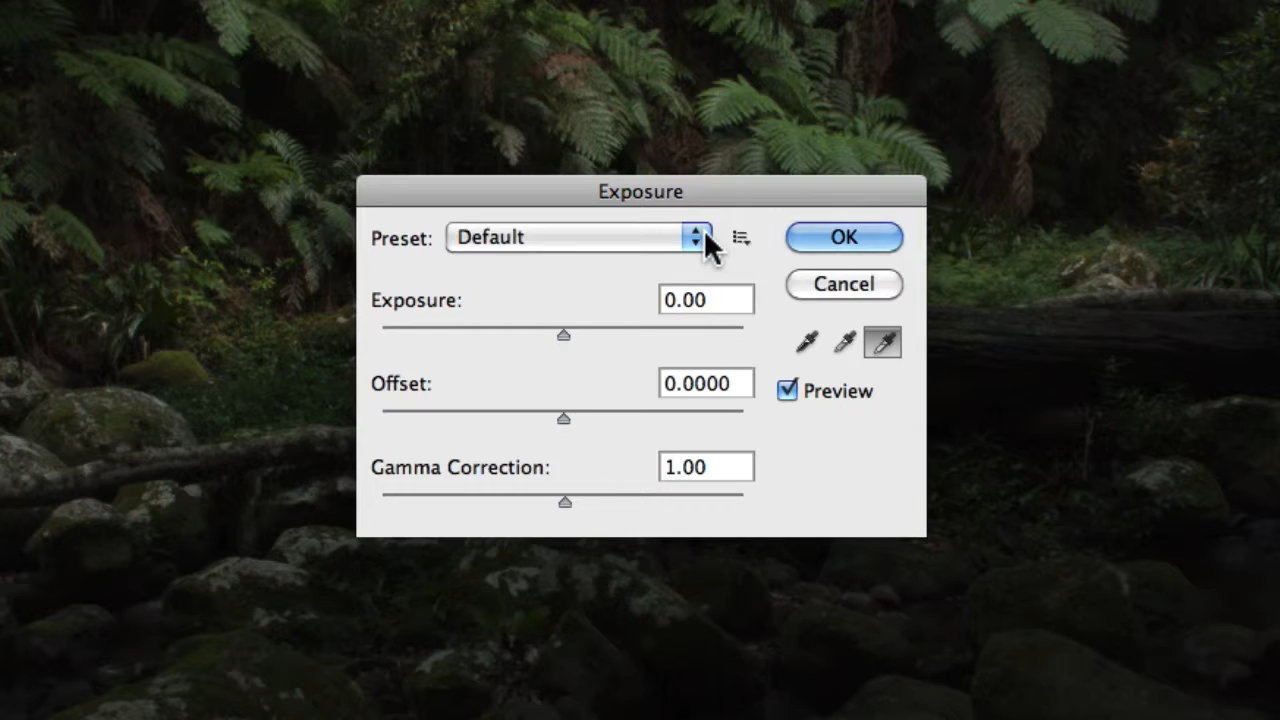 Exposure
Preset: Default
OK
Cancel
Exposure: 0.00
Offset: 0.0000
Preview
Gamma Correction: 1.00